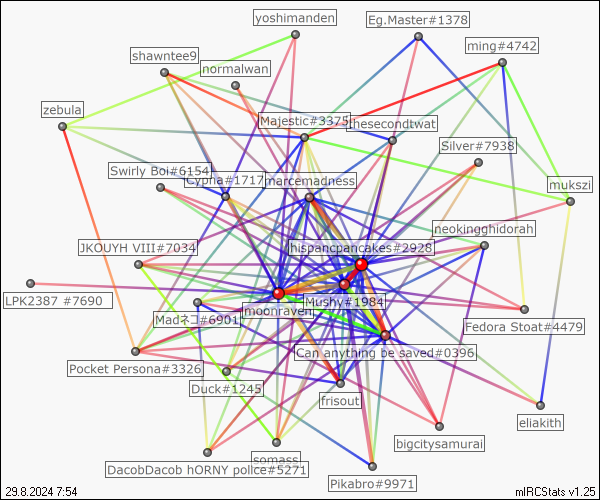 yoshimanden
Eg.Master#1378
shawntee9
ming#4742
normalwan
zebula
Majestic#3375
thesecondtwat
Silver#7938
Swirly Boi#6154
Cypha#1717
marcemadness
mukszi
neokingghidorah
JKOUYH VIII#7034
hispancpancakes#2928
LPK2387 #7690
Mushy#1984
moonraven
Madネコ#6901
Fedora Stoat#4479
Can anything be saved#0396
Pocket Persona#3326
Duck#1245
frisout
eliakith
bigcitysamurai
somass
DacobDacob hORNY police#5271
Pikabro#9971
29.8.2024 7:54
mIRCStats v1.25